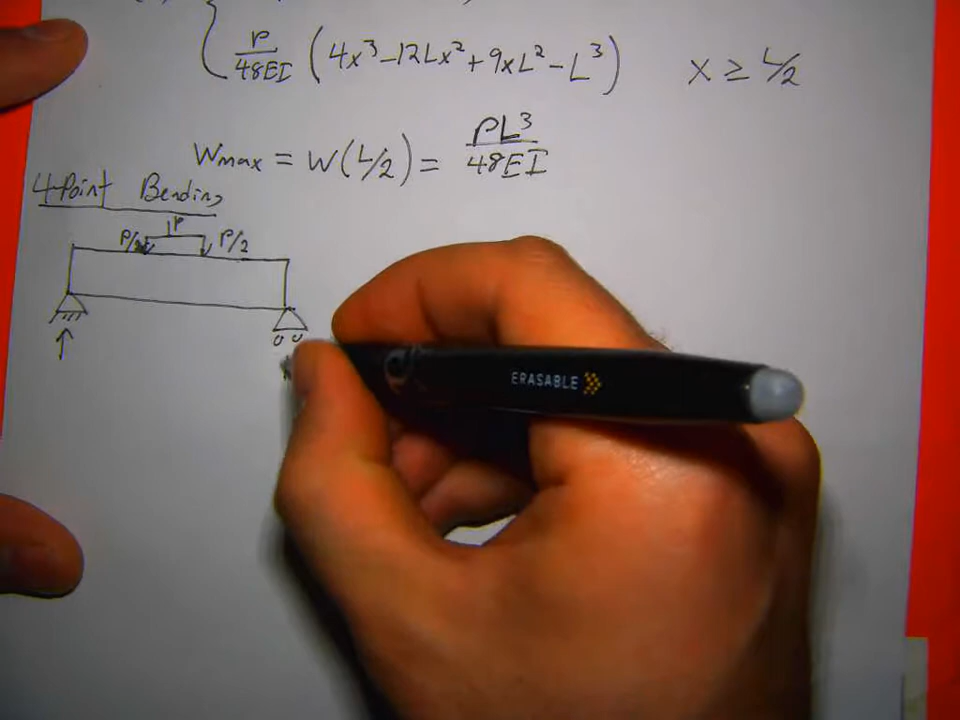 P/48EI (4x³-12Lx²+9xL²-L³) x ≥ L/2
Wmax = W(L/2) = PL³/48EI
4-Point Bending
P
P/2 P/2
ERASABLE